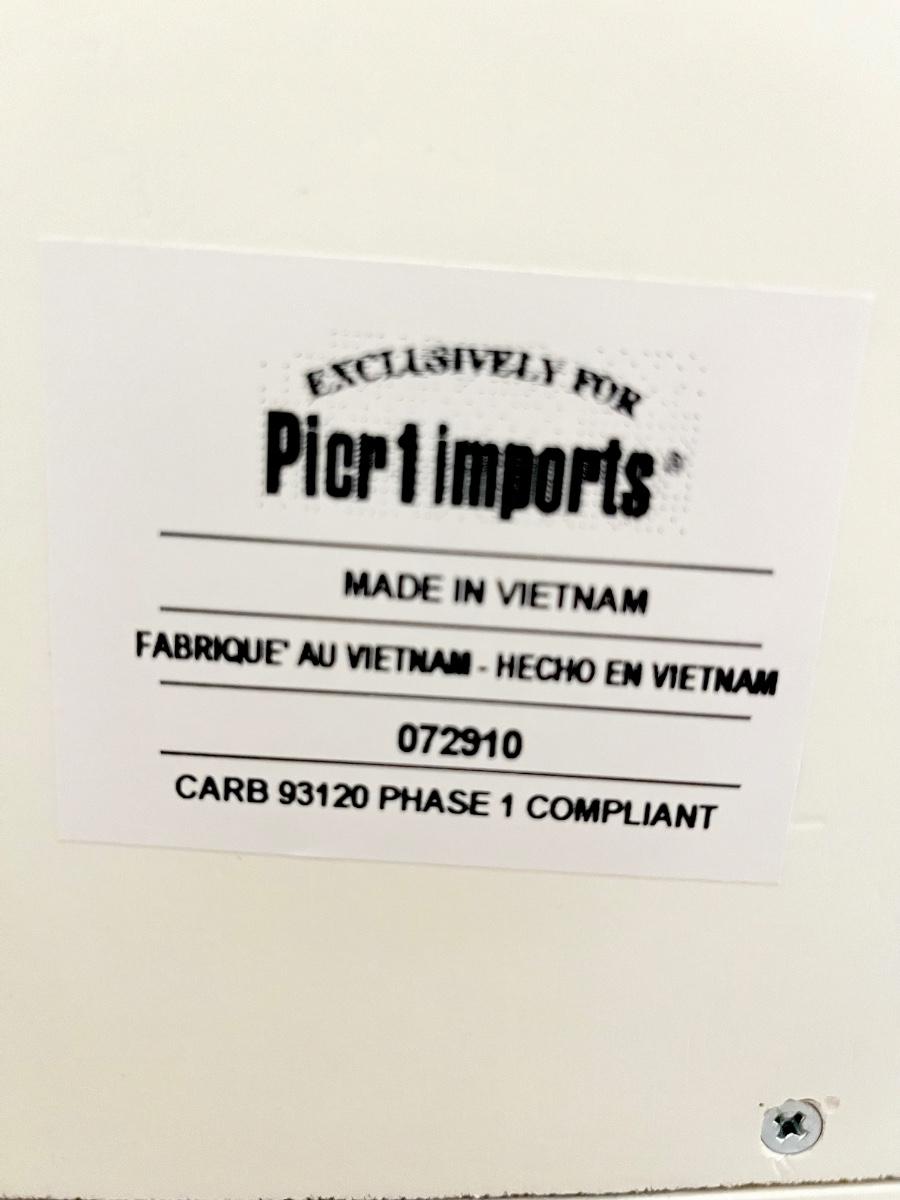 EXCLUSIVELY FOR
Pier 1 imports®
MADE IN VIETNAM
FABRIQUE' AU VIETNAM - HECHO EN VIETNAM
072910
CARB 93120 PHASE 1 COMPLIANT